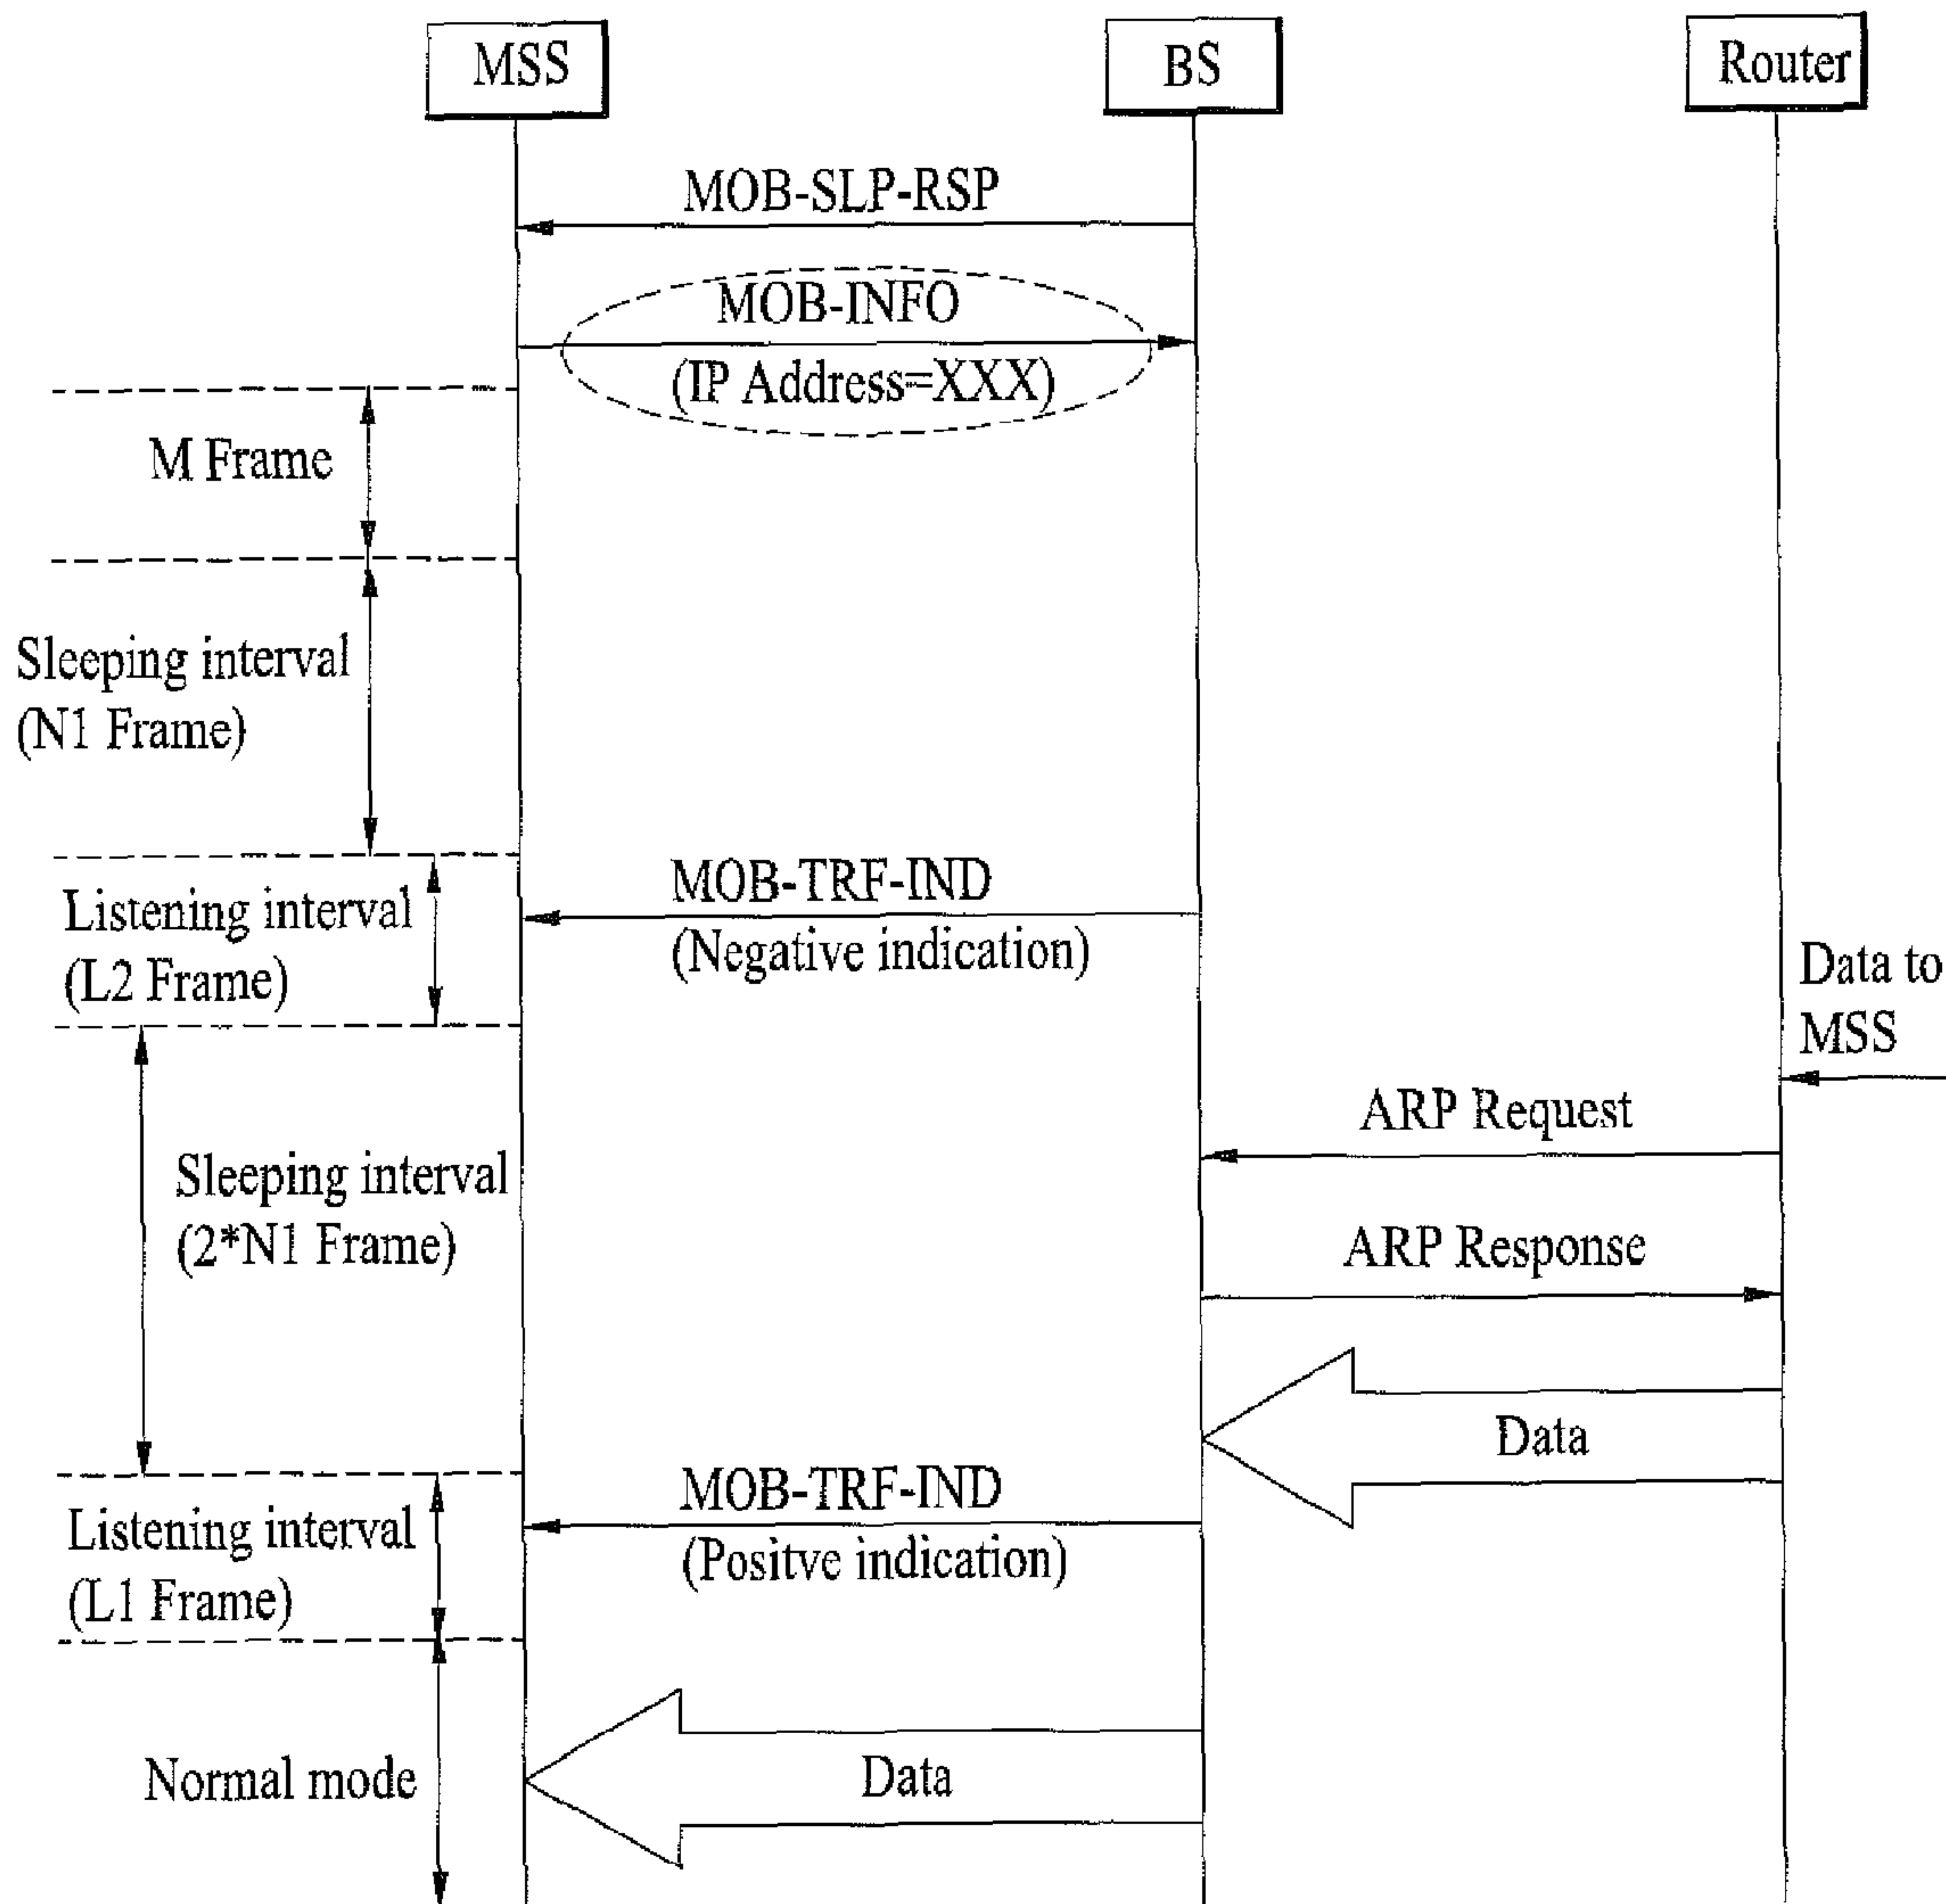 MSS
BS
Router
MOB-SLP-RSP
MOB-INFO
(IP Address=XXX)
M Frame
Sleeping interval
(N1 Frame)
Listening interval
(L2 Frame)
MOB-TRF-IND
(Negative indication)
Data to
MSS
ARP Request
Sleeping interval
(2*N1 Frame)
ARP Response
Data
MOB-TRF-IND
(Positve indication)
Listening interval
(L1 Frame)
Normal mode
Data